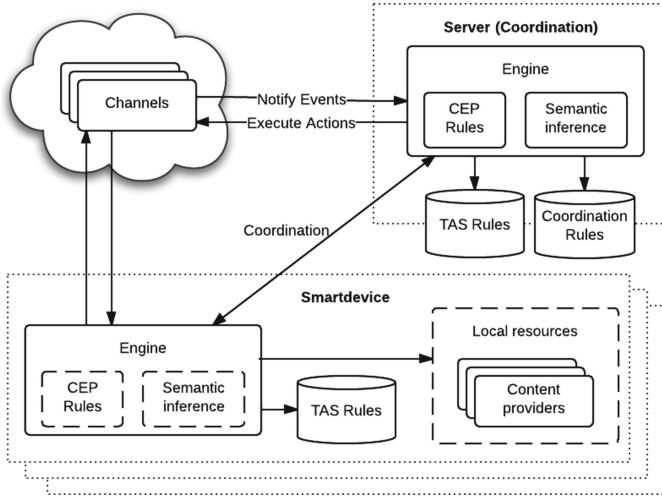 Server (Coordination)
Engine
CEP
Rules
Semantic
inference
Channels
Notify Events
Execute Actions
TAS Rules
Coordination
Rules
Coordination
Smartdevice
Engine
CEP
Rules
Semantic
inference
TAS Rules
Local resources
Content
providers